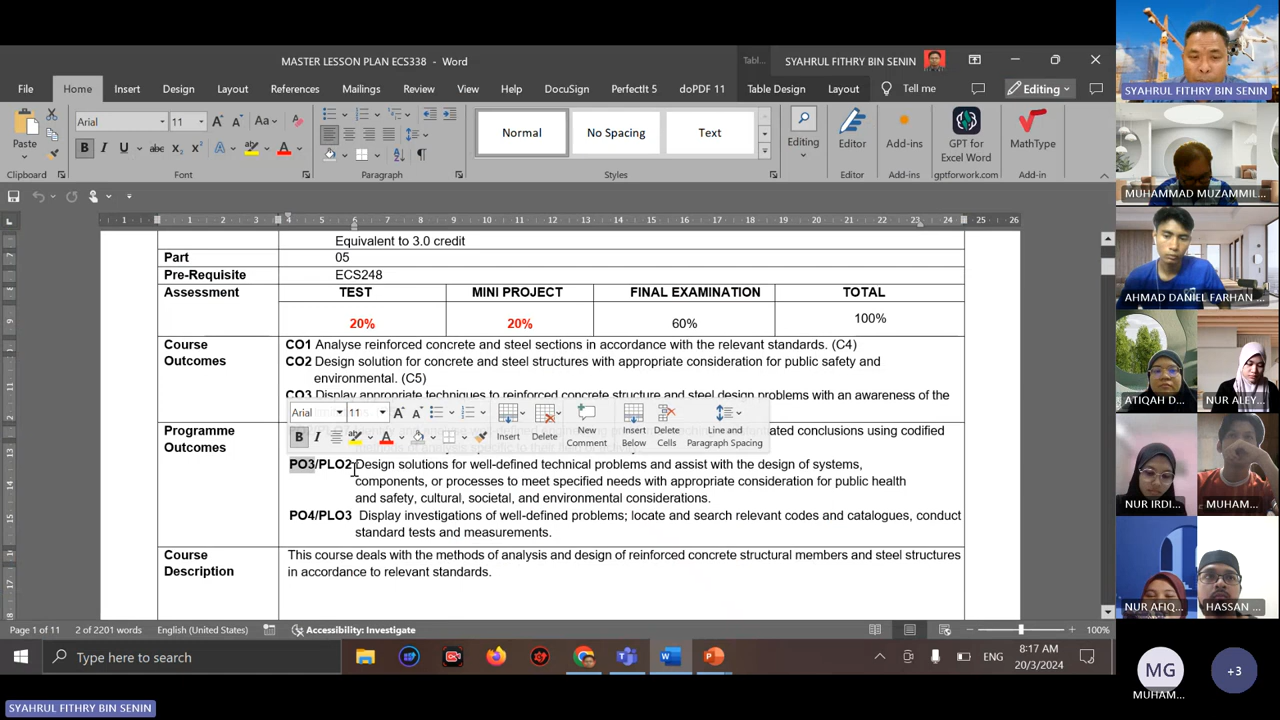 MASTER LESSON PLAN ECS338 - Word
Tabl...
SYAHRUL FITHRY BIN SENIN
File Home Insert Draw Design Layout References Mailings Review View Help DocuSign PerfectIt 5 doPDF 11 Table Design Layout Tell me Editing
Paste
Arial 11
Normal
No Spacing
Text
Editing
Editor
Add-ins
GPT for
Excel Word
MathType
Clipboard
Font
Paragraph
Styles
Add-ins
gptforwork.com
Add-in
Equivalent to 3.0 credit
Part 05
Pre-Requisite ECS248
Assessment TEST MINI PROJECT FINAL EXAMINATION TOTAL
20% 20% 60% 100%
Course
Outcomes
CO1 Analyse reinforced concrete and steel sections in accordance with the relevant standards. (C4)
CO2 Design solution for concrete and steel structures with appropriate consideration for public safety and
environmental. (C5)
CO3 Display appropriate techniques to reinforced concrete structure and steel design problems with an awareness of the
Arial 11
Insert
Delete
New
Comment
Insert
Below
Delete
Cells
Line and
Paragraph Spacing
Programme
Outcomes
conclusions using codified
PO3/PLO2 Design solutions for well-defined technical problems and assist with the design of systems,
components, or processes to meet specified needs with appropriate consideration for public health
and safety, cultural, societal, and environmental considerations.
PO4/PLO3 Display investigations of well-defined problems; locate and search relevant codes and catalogues, conduct
standard tests and measurements.
Course
Description
This course deals with the methods of analysis and design of reinforced concrete structural members and steel structures
in accordance to relevant standards.
Page 1 of 11 2 of 2201 words English (United States) Accessibility: Investigate 100%
Type here to search
ENG
8:17 AM
20/3/2024
SYAHRUL FITHRY BIN SENIN
SYAHRUL FITHRY BIN SENIN
MUHAMMAD MUZAMMIL...
AHMAD DANIEL FARHAN ...
ATIQAH D...
NUR ALEY...
NUR IRDI...
MUHAM...
NUR AFIQ...
HASSAN ...
MG
MUHAM...
+3